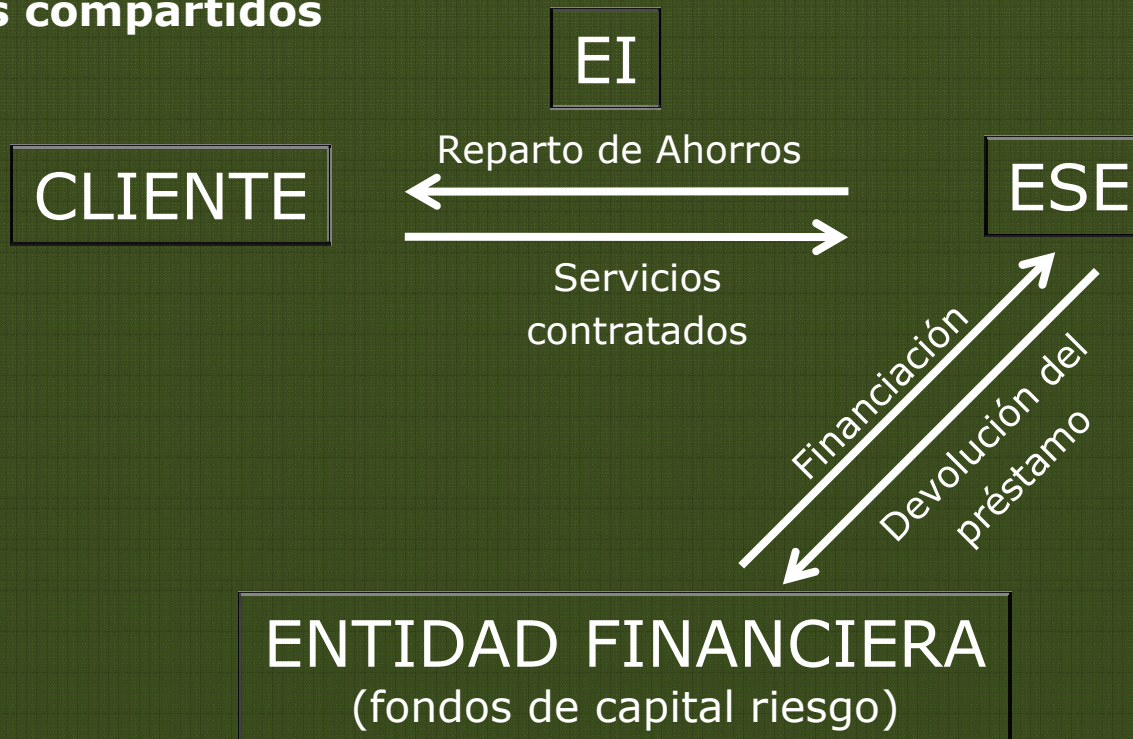 s compartidos
EI
Reparto de Ahorros
CLIENTE
ESE
Servicios
contratados
Financiación
Devolución del
préstamo
ENTIDAD FINANCIERA
(fondos de capital riesgo)